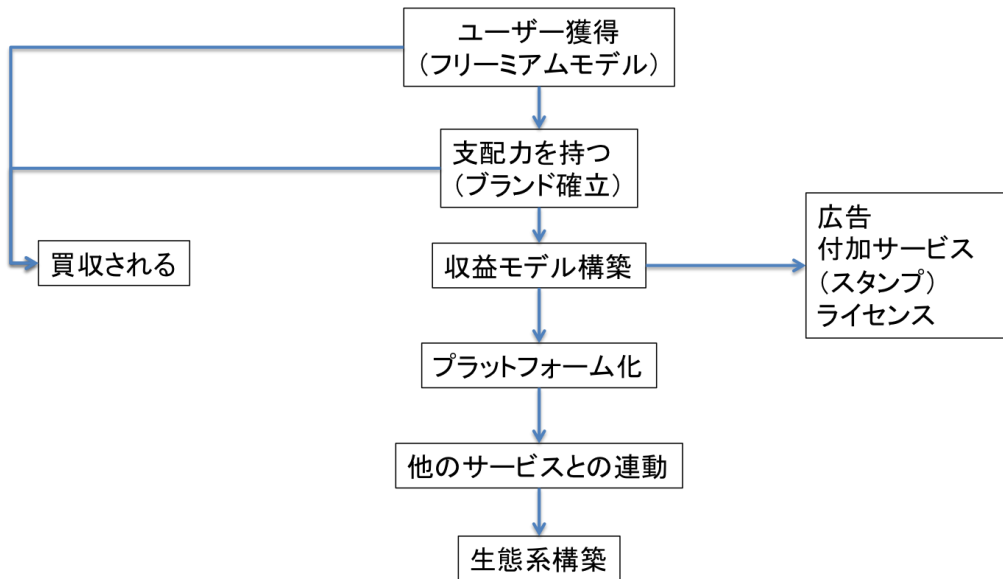 ユーザー獲得
（フリーミアムモデル）
支配力を持つ
（ブランド確立）
買収される
収益モデル構築
広告
付加サービス
（スタンプ）
ライセンス
プラットフォーム化
他のサービスとの連動
生態系構築